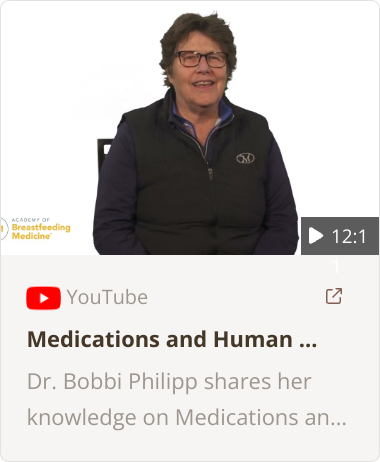 ACADEMY OF
Breastfeeding
Medicine
M
12:1
1
YouTube
Medications and Human ...
Dr. Bobbi Philipp shares her
knowledge on Medications an...